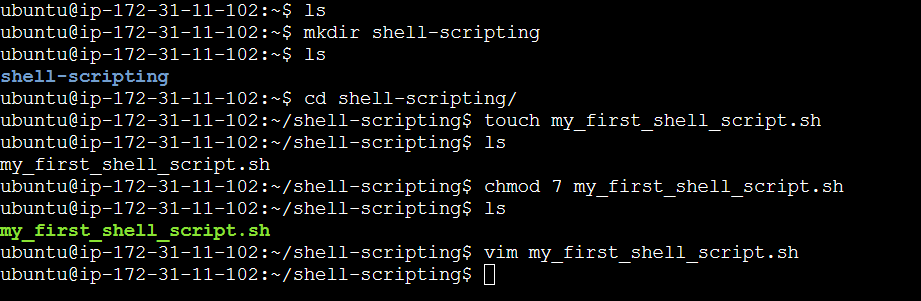 ubuntu@ip-172-31-11-102:~$ ls
ubuntu@ip-172-31-11-102:~$ mkdir shell-scripting
ubuntu@ip-172-31-11-102:~$ ls
shell-scripting
ubuntu@ip-172-31-11-102:~$ cd shell-scripting/
ubuntu@ip-172-31-11-102:~/shell-scripting$ touch my_first_shell_script.sh
ubuntu@ip-172-31-11-102:~/shell-scripting$ ls
my_first_shell_script.sh
ubuntu@ip-172-31-11-102:~/shell-scripting$ chmod 7 my_first_shell_script.sh
ubuntu@ip-172-31-11-102:~/shell-scripting$ ls
my_first_shell_script.sh
ubuntu@ip-172-31-11-102:~/shell-scripting$ vim my_first_shell_script.sh
ubuntu@ip-172-31-11-102:~/shell-scripting$